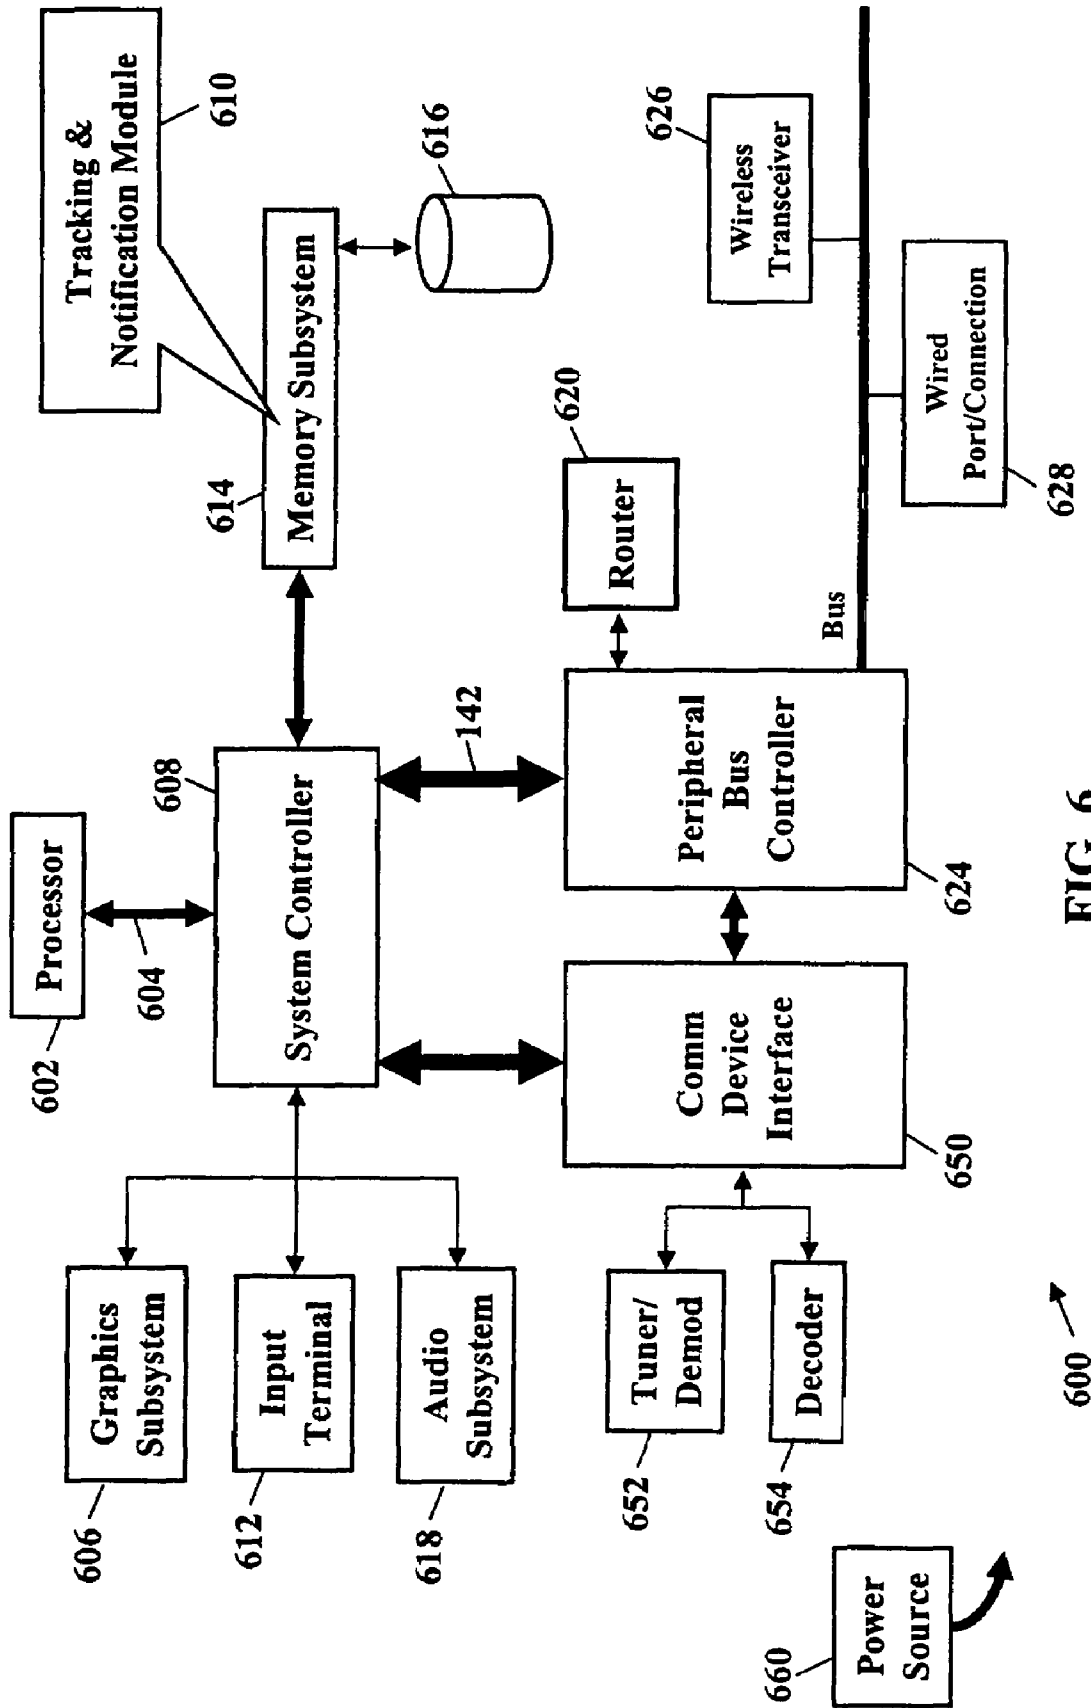 Processor
602
604
608
System Controller
Tracking &
Notification Module
610
614
Memory Subsystem
616
Graphics
Subsystem
606
Input
Terminal
612
Audio
Subsystem
618
142
Router
620
Tuner/
Demod
652
Decoder
654
Comm
Device
Interface
650
Peripheral
Bus
Controller
624
Bus
Wireless
Transceiver
626
Wired
Port/Connection
628
Power
Source
660
600
FIG. 6